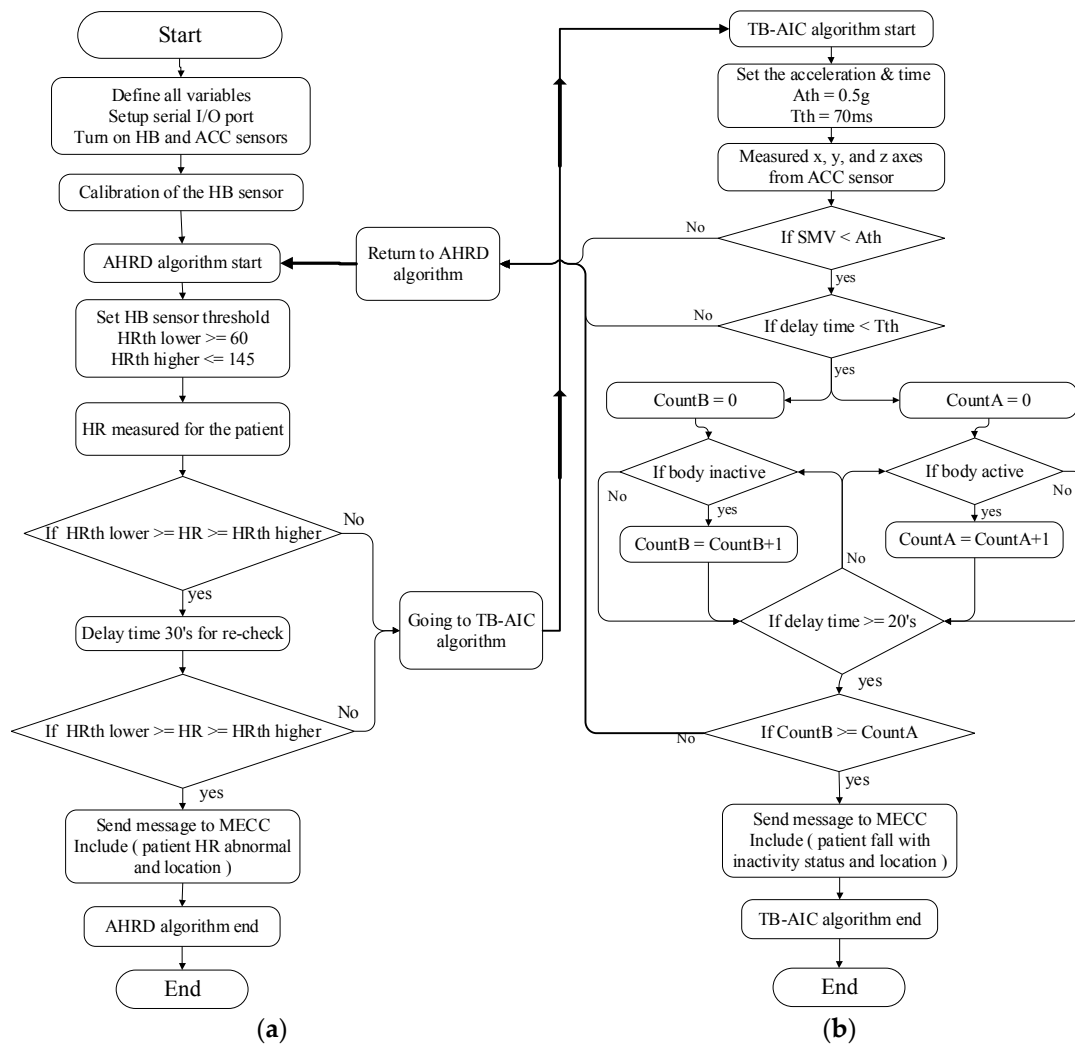 Start
Define all variables
Setup serial I/O port
Turn on HB and ACC sensors
Calibration of the HB sensor
AHRD algorithm start
Set HB sensor threshold
HRth lower >= 60
HRth higher <= 145
HR measured for the patient
If HRth lower >= HR >= HRth higher
No
yes
Delay time 30's for re-check
If HRth lower >= HR >= HRth higher
No
yes
Send message to MECC
Include ( patient HR abnormal
and location )
AHRD algorithm end
End
(a)
Return to AHRD
algorithm
Going to TB-AIC
algorithm
TB-AIC algorithm start
Set the acceleration & time
Ath = 0.5g
Tth = 70ms
Measured x, y, and z axes
from ACC sensor
No
If SMV < Ath
yes
No
If delay time < Tth
yes
CountB = 0
CountA = 0
If body inactive
If body active
No
No
yes
yes
CountB = CountB+1
CountA = CountA+1
No
If delay time >= 20's
yes
If CountB >= CountA
No
yes
Send message to MECC
Include ( patient fall with
inactivity status and location )
TB-AIC algorithm end
End
(b)